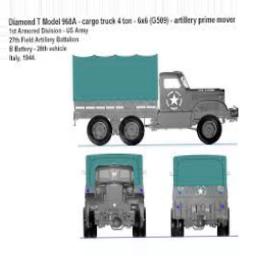 Diamond T Model 968A - cargo truck 4 ton - 6x6 (G509) - artillery prime mover
1st Armored Division - US Army
27th Field Artillery Battalion
B Battery - 28th vehicle
Italy, 1944.